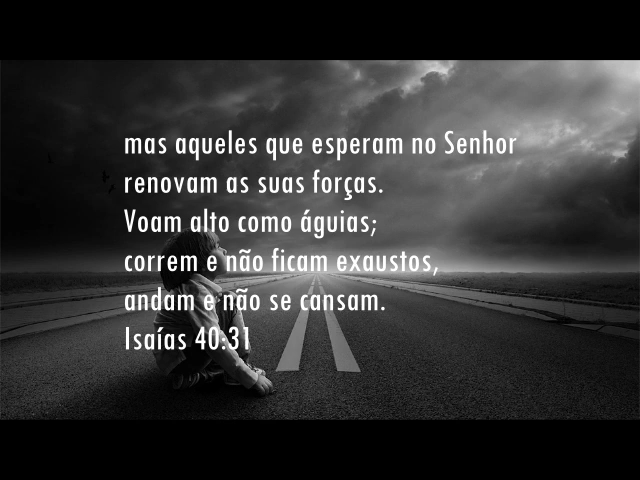 mas aqueles que esperam no Senhor
renovam as suas forças.
Voam alto como águias;
correm e não ficam exaustos,
andam e não se cansam.
Isaías 40:31